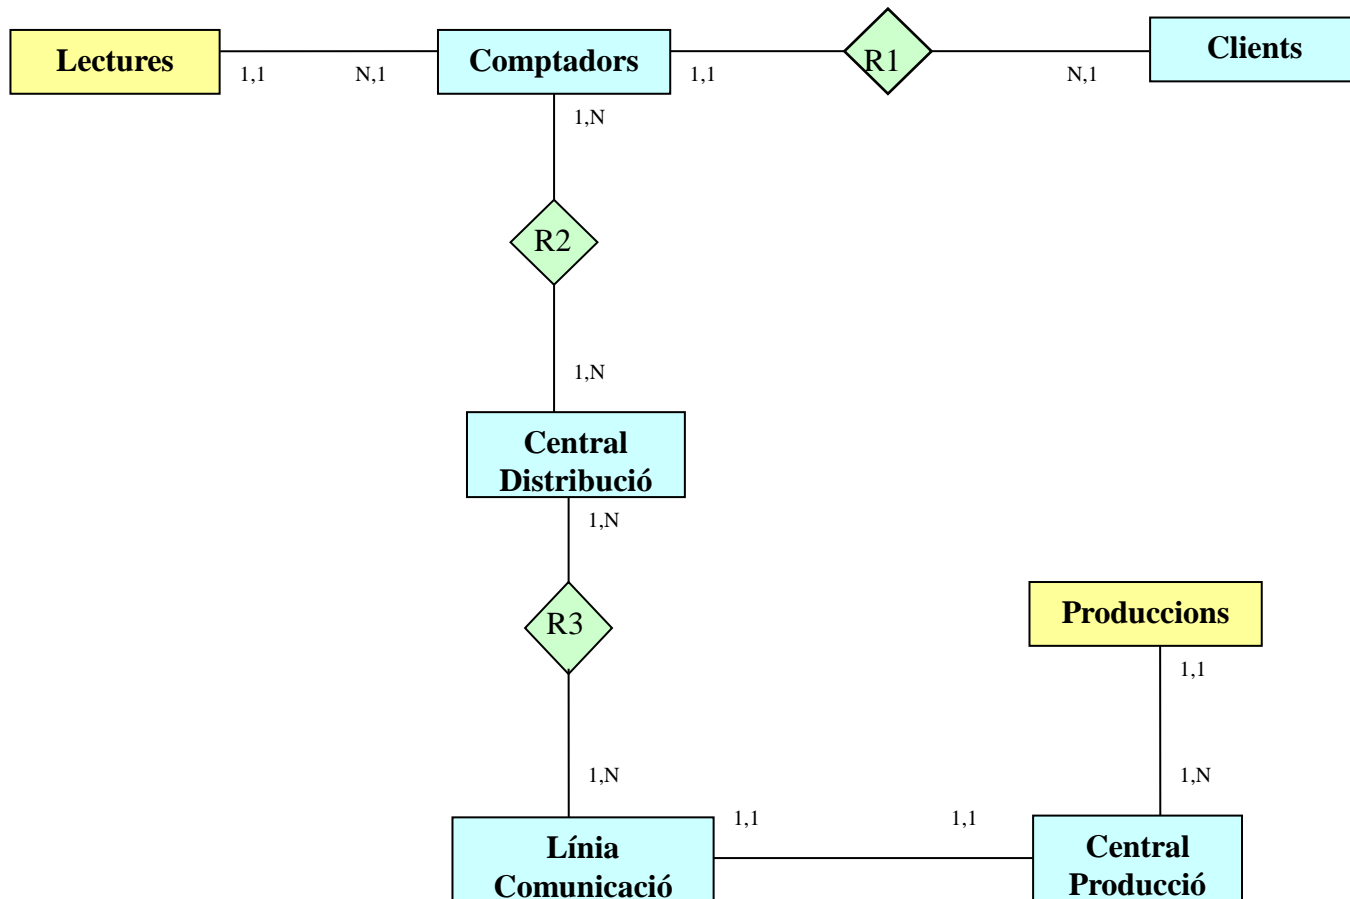 Lectures
1,1
N,1
Comptadors
1,1
R1
N,1
Clients
1,N
R2
1,N
Central
Distribució
1,N
R3
1,N
Produccions
1,1
1,N
Línia
Comunicació
1,1
1,1
Central
Producció